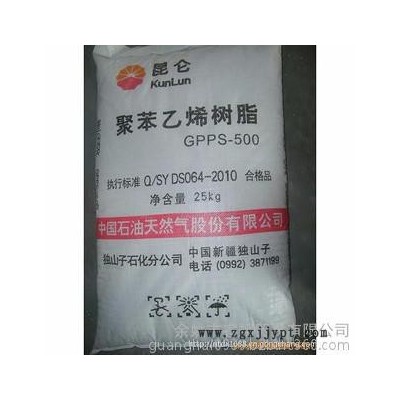 昆仑
KunLun
聚苯乙烯树脂
GPPS-500
执行标准 Q/SY DS064-2010 合格品
净含量 25kg
中国石油天然气股份有限公司
独山子石化分公司
中国新疆独山子
电话(0992)3871199
www.zgxjjypt.com